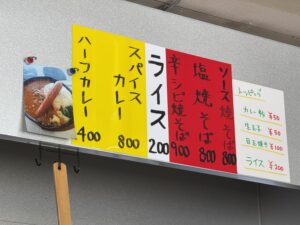 ソース焼そば
800
塩焼そば
800
辛シビ焼そば
900
ライス
200
スパイス
カレー
800
ハーフカレー
400
トッピング
カレー粉 ¥50
生玉子 ¥50
目玉焼き ¥100
ライス ¥200